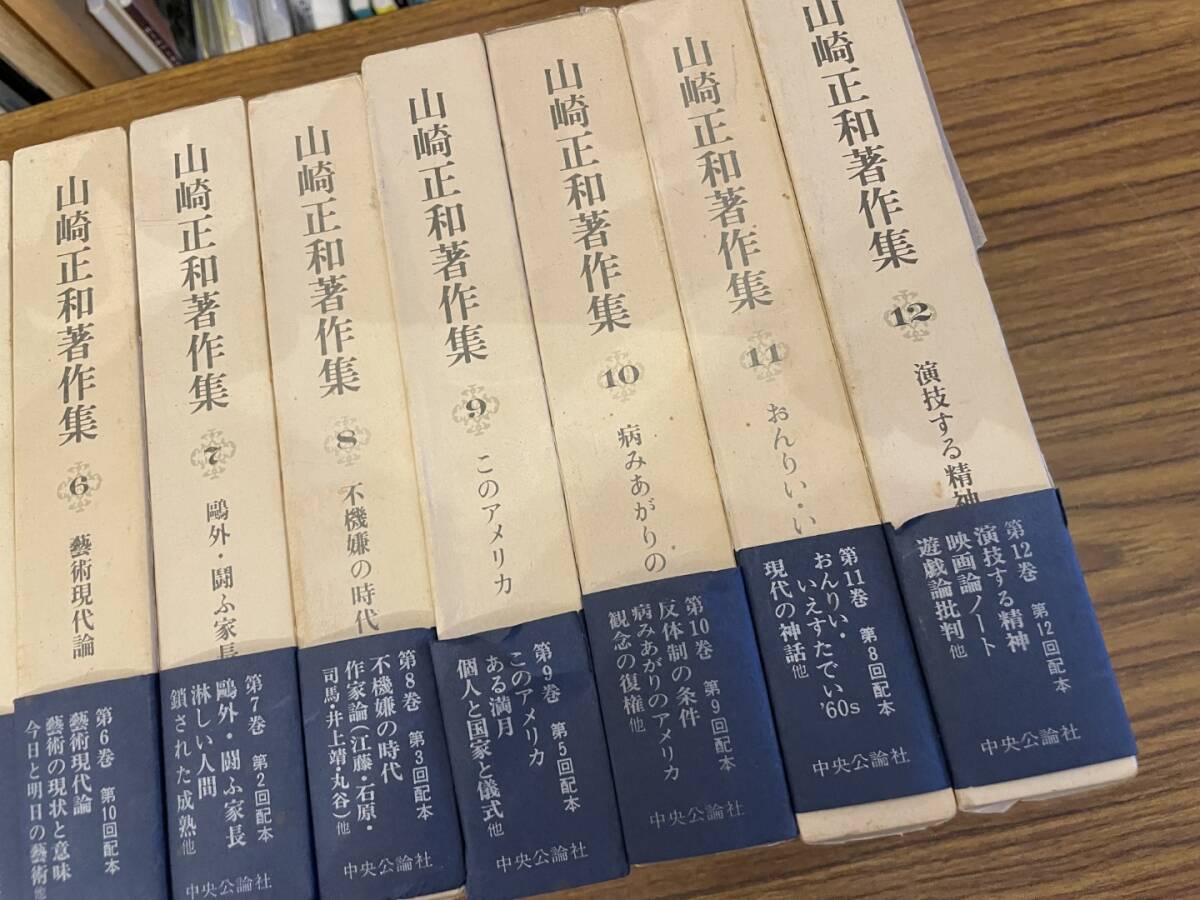 山崎正和著作集
6
藝術現代論
第6巻 第10回配本
藝術現代論
藝術の現状と意味
今日と明日の藝術他
山崎正和著作集
7
鷗外・闘ふ家長
第7巻 第2回配本
鷗外・闘ふ家長
淋しい人間
鎖された成熟他
中央公論社
山崎正和著作集
8
不機嫌の時代
第8巻 第3回配本
不機嫌の時代
作家論(江藤・石原・
司馬・井上靖・丸谷)他
中央公論社
山崎正和著作集
9
このアメリカ
第9巻 第5回配本
このアメリカ
ある満月
個人と国家と儀式他
中央公論社
山崎正和著作集
10
病みあがりの
第10巻 第9回配本
反体制の条件
病みあがりのアメリカ
観念の復権他
中央公論社
山崎正和著作集
11
おんりい・い
第11巻 第8回配本
おんりい・
いえすたでい'60s
現代の神話他
中央公論社
山崎正和著作集
12
演技する精神
第12巻 第12回配本
演技する精神
映画論ノート
遊戯論批判他
中央公論社